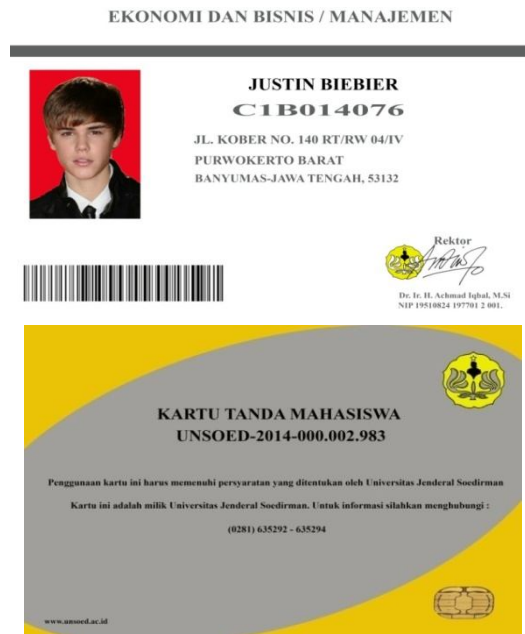 EKONOMI DAN BISNIS / MANAJEMEN
JUSTIN BIEBIER
C1B014076
JL. KOBER NO. 140 RT/RW 04/IV
PURWOKERTO BARAT
BANYUMAS-JAWA TENGAH, 53132
Rektor
Dr. Ir. H. Achmad Iqbal, M.Si
NIP 19510824 197701 2 001.
KARTU TANDA MAHASISWA
UNSOED-2014-000.002.983
Penggunaan kartu ini harus memenuhi persyaratan yang ditentukan oleh Universitas Jenderal Soedirman
Kartu ini adalah milik Universitas Jenderal Soedirman. Untuk informasi silahkan menghubungi :
(0281) 635292 - 635294
www.unsoed.ac.id